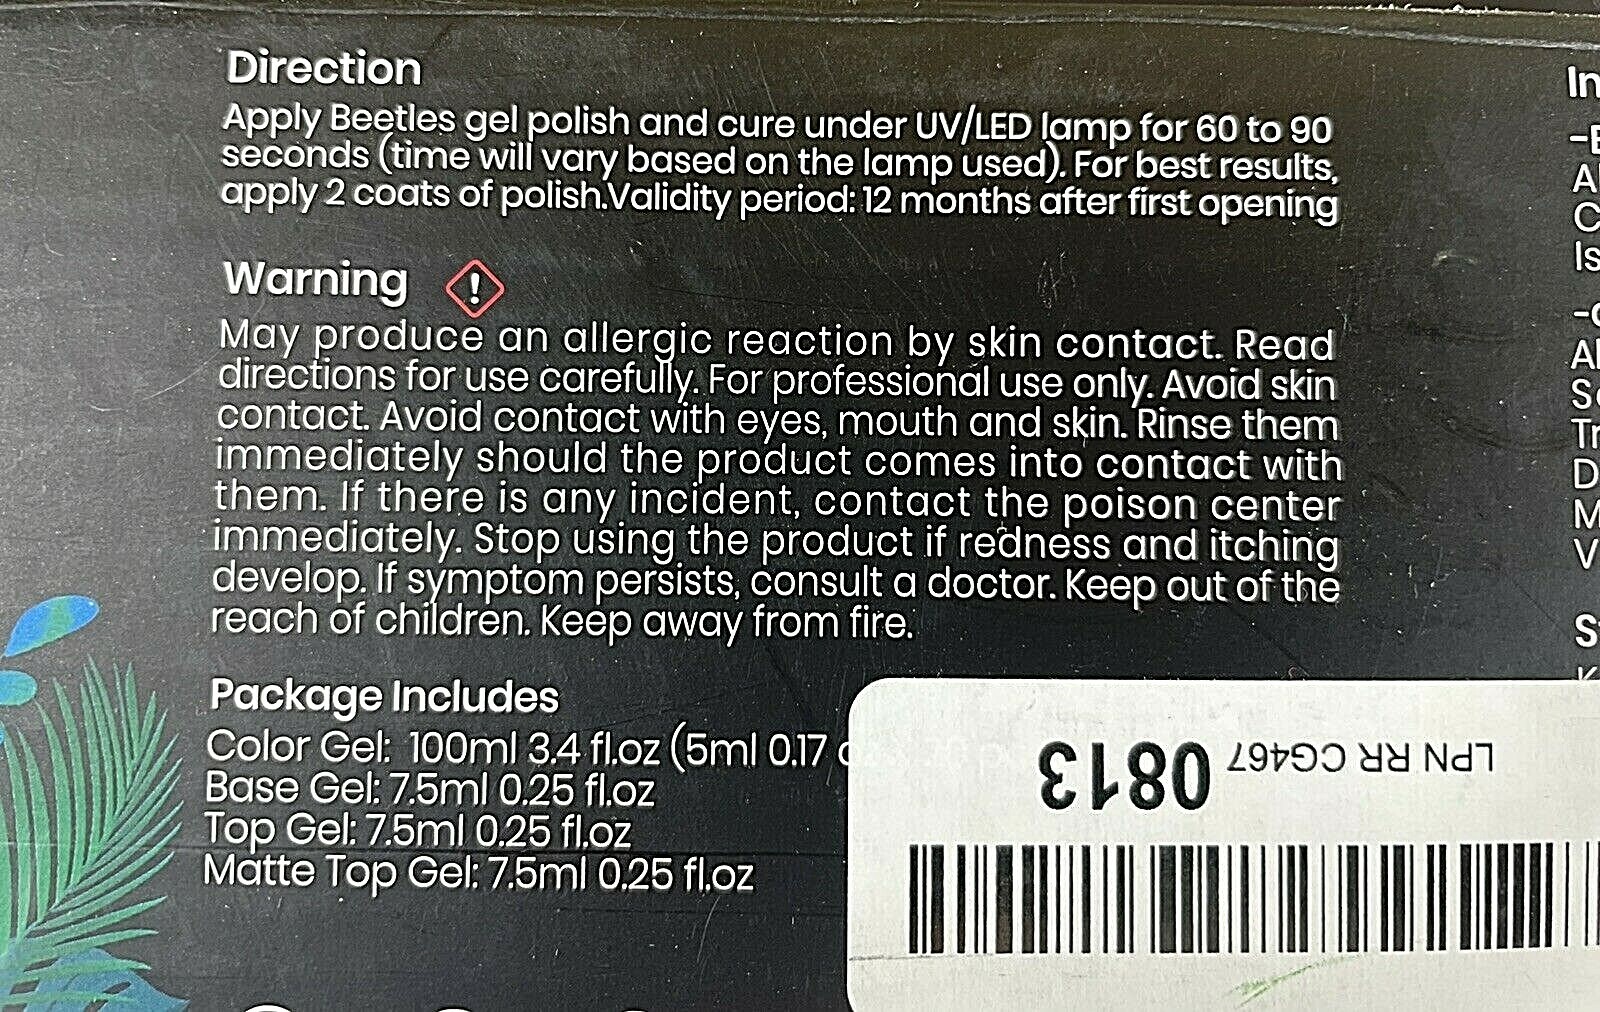 Direction
Apply Beetles gel polish and cure under UV/LED lamp for 60 to 90
seconds (time will vary based on the lamp used). For best results,
apply 2 coats of polish.Validity period: 12 months after first opening
Warning
!
May produce an allergic reaction by skin contact. Read
directions for use carefully. For professional use only. Avoid skin
contact. Avoid contact with eyes, mouth and skin. Rinse them
immediately should the product comes into contact with
them. If there is any incident, contact the poison center
immediately. Stop using the product if redness and itching
develop. If symptom persists, consult a doctor. Keep out of the
reach of children. Keep away from fire.
Package Includes
Color Gel: 100ml 3.4 fl.oz (5ml 0.17
Base Gel: 7.5ml 0.25 fl.oz
Top Gel: 7.5ml 0.25 fl.oz
Matte Top Gel: 7.5ml 0.25 fl.oz
LPN RR CG467 0813